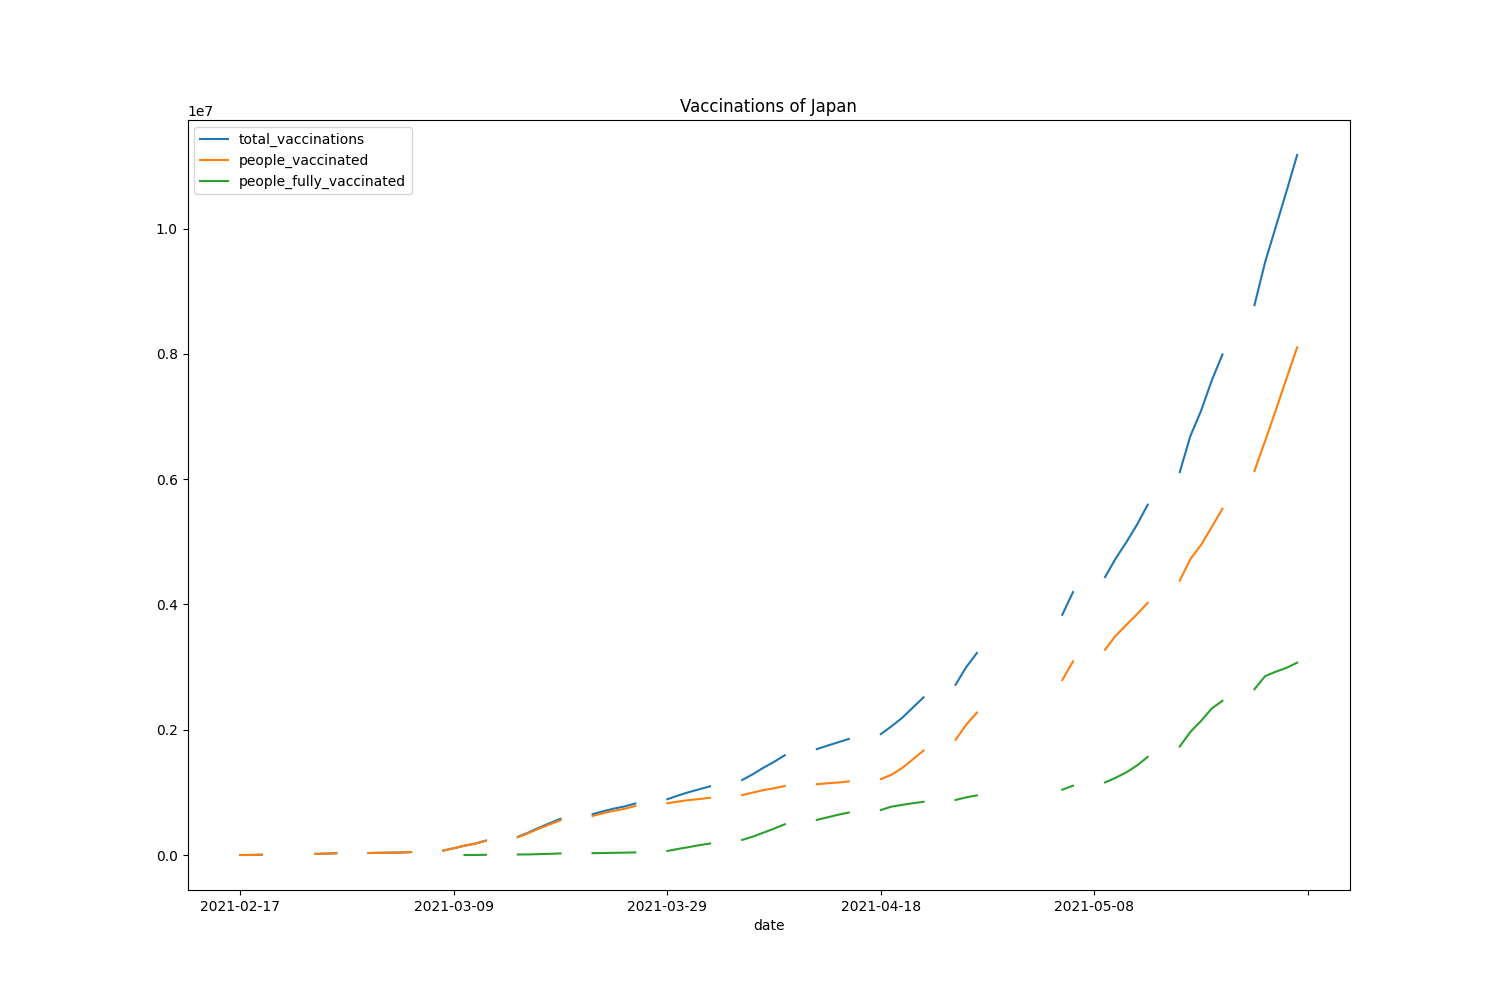 Vaccinations of Japan
1e7
total_vaccinations
people_vaccinated
people_fully_vaccinated
1.0
0.8
0.6
0.4
0.2
0.0
2021-02-17 2021-03-09 2021-03-29 2021-04-18 2021-05-08
date